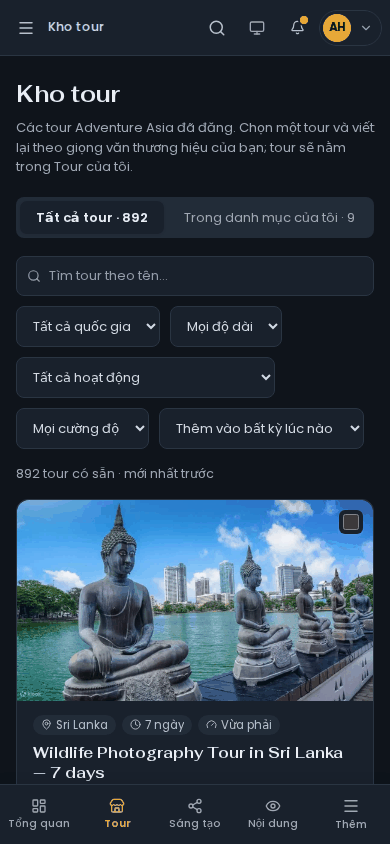 Kho tour
AH
Kho tour
Các tour Adventure Asia đã đăng. Chọn một tour và viết
lại theo giọng văn thương hiệu của bạn; tour sẽ nằm
trong Tour của tôi.
Tất cả tour · 892
Trong danh mục của tôi · 9
Tìm tour theo tên...
Tất cả quốc gia
Mọi độ dài
Tất cả hoạt động
Mọi cường độ
Thêm vào bất kỳ lúc nào
892 tour có sẵn · mới nhất trước
Sri Lanka
7 ngày
Vừa phải
Wildlife Photography Tour in Sri Lanka
— 7 days
Tổng quan
Tour
Sáng tạo
Nội dung
Thêm